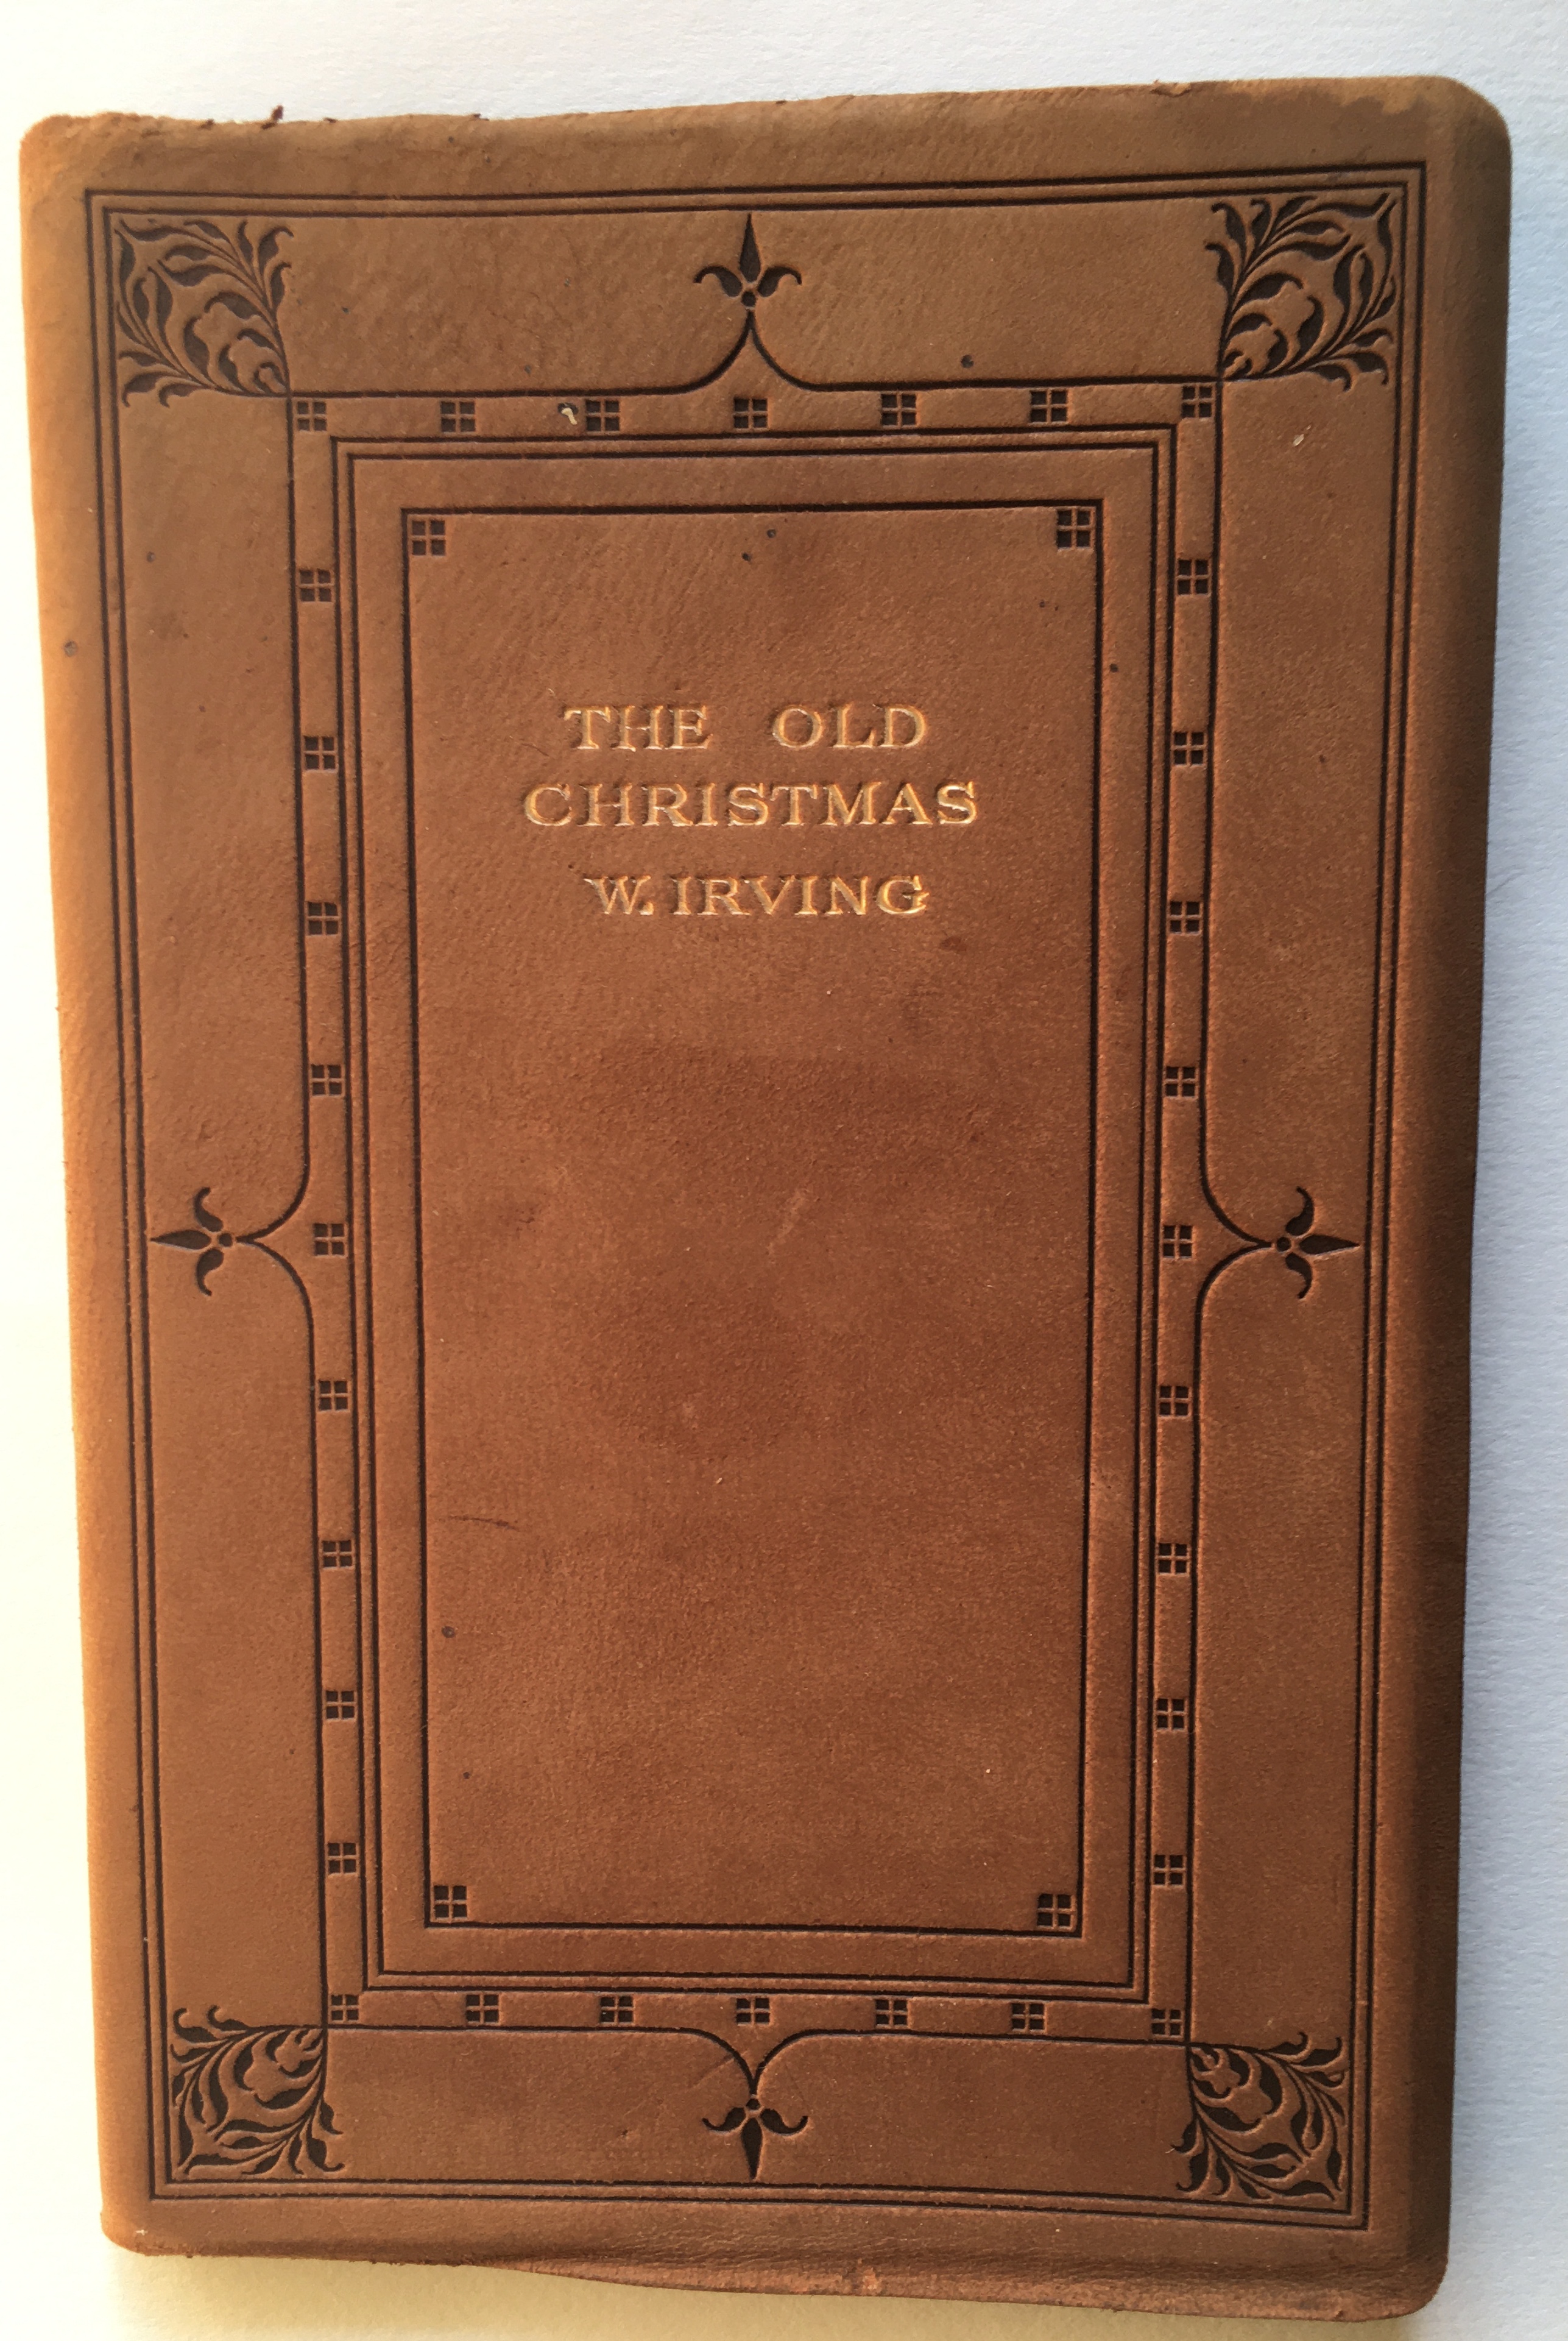 THE OLD
CHRISTMAS
W. IRVING